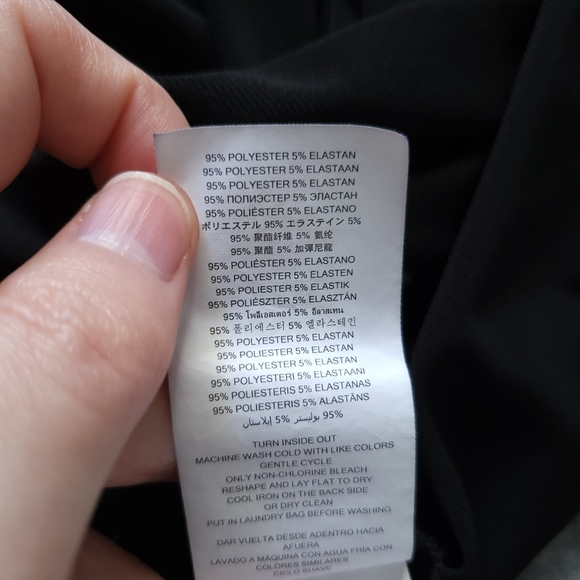 95% POLYESTER 5% ELASTAN
95% POLYESTER 5% ELASTAAN
95% POLYESTER 5% ELASTAN
95% ПОЛИЭСТЕР 5% ЭЛАСТАН
95% POLIÉSTER 5% ELASTANO
ポリエステル 95% エラステイン 5%
95% 聚酯纤维 5% 氨纶
95% 聚酯 5% 加彈尼龍
95% POLIÉSTER 5% ELASTANO
95% POLYESTER 5% ELASTEN
95% POLIESTER 5% ELASTIK
95% POLIÉSZTER 5% ELASZTÁN
95% โพลีเอสเตอร์ 5% อีลาสเทน
95% 폴리에스터 5% 엘라스테인
95% POLYESTER 5% ELASTAN
95% POLIESTER 5% ELASTAN
95% POLYESTER 5% ELASTAN
95% POLYESTERI 5% ELASTAANI
95% POLIESTERIS 5% ELASTANAS
95% POLIESTERIS 5% ALASTĀNS
95% بوليستر 5% إيلاستان
TURN INSIDE OUT
MACHINE WASH COLD WITH LIKE COLORS
GENTLE CYCLE
ONLY NON-CHLORINE BLEACH
RESHAPE AND LAY FLAT TO DRY
COOL IRON ON THE BACK SIDE
OR DRY CLEAN
PUT IN LAUNDRY BAG BEFORE WASHING
DAR VUELTA DESDE ADENTRO HACIA
AFUERA
LAVADO A MAQUINA CON AGUA FRÍA CON
COLORES SIMILARES
CICLO SUAVE